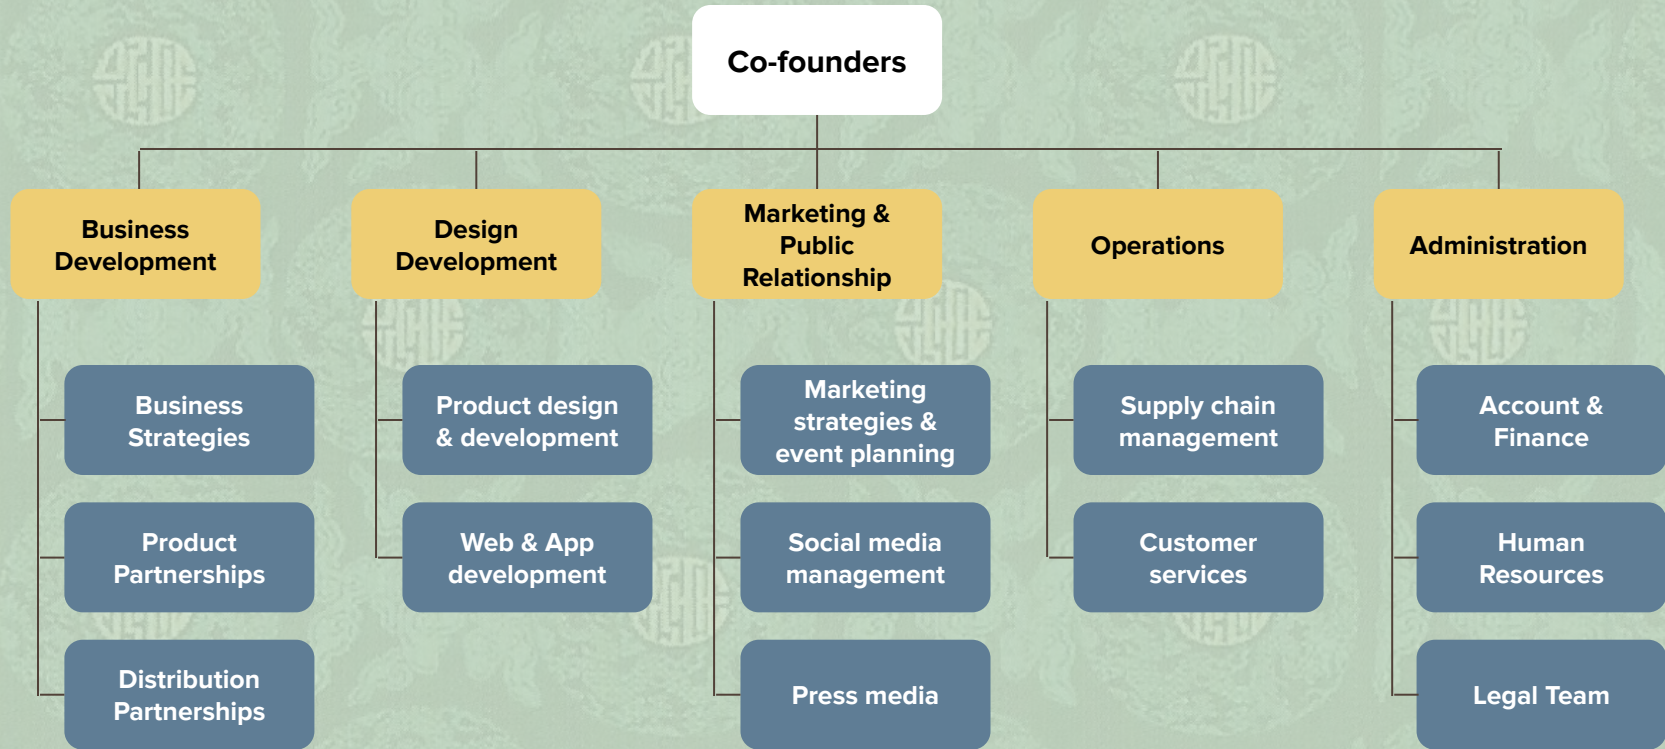 Co-founders
Business
Development
Design
Development
Marketing &
Public
Relationship
Operations
Administration
Business
Strategies
Product design
& development
Marketing
strategies &
event planning
Supply chain
management
Account &
Finance
Product
Partnerships
Web & App
development
Social media
management
Customer
services
Human
Resources
Distribution
Partnerships
Press media
Legal Team